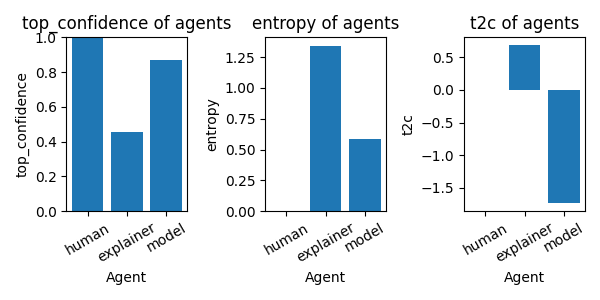 top_confidence of agents
top_confidence
1.0
0.8
0.6
0.4
0.2
0.0
human
explainer
model
Agent
entropy of agents
entropy
1.25
1.00
0.75
0.50
0.25
0.00
human
explainer
model
Agent
t2c of agents
t2c
0.5
0.0
−0.5
−1.0
−1.5
human
explainer
model
Agent